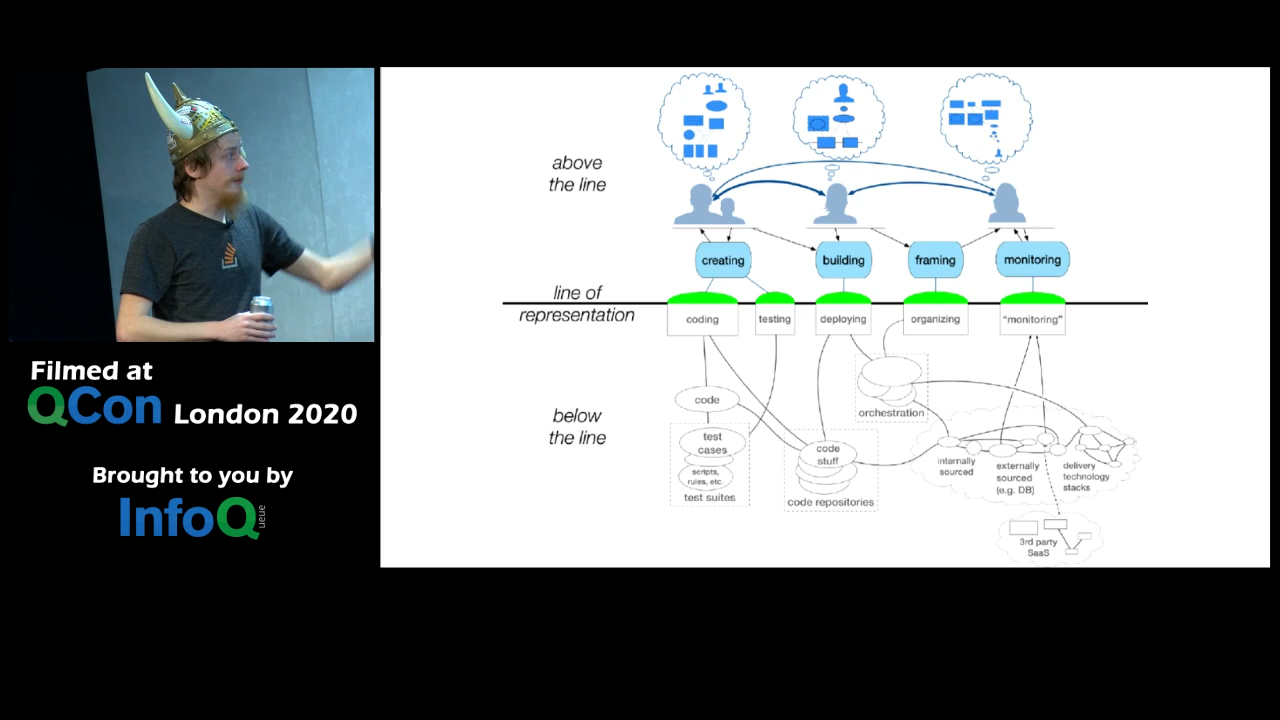 Filmed at
QCon London 2020
Brought to you by
InfoQ
ueue
above
the line
creating
building
framing
monitoring
line of
representation
coding
testing
deploying
organizing
"monitoring"
below
the line
code
test
cases
scripts,
rules, etc.
test suites
code
stuff
code repositories
orchestration
internally
sourced
externally
sourced
(e.g. DB)
delivery
technology
stacks
3rd party
SaaS